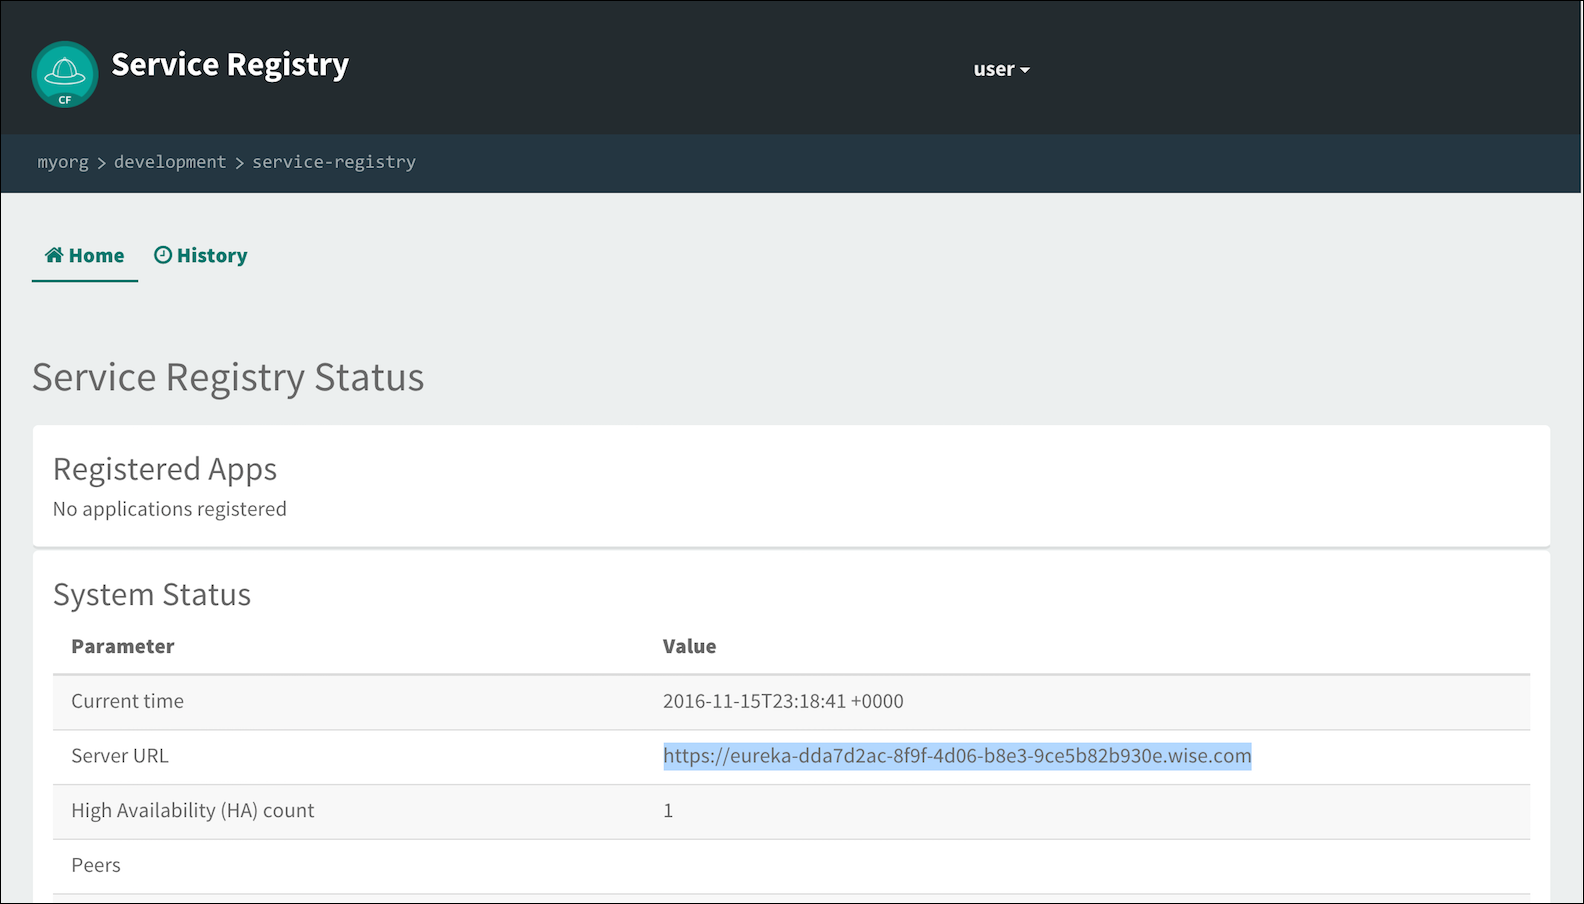 CF
Service Registry
user
myorg > development > service-registry
Home
History
Service Registry Status
Registered Apps
No applications registered
System Status
Parameter Value
Current time 2016-11-15T23:18:41 +0000
Server URL https://eureka-dda7d2ac-8f9f-4d06-b8e3-9ce5b82b930e.wise.com
High Availability (HA) count 1
Peers